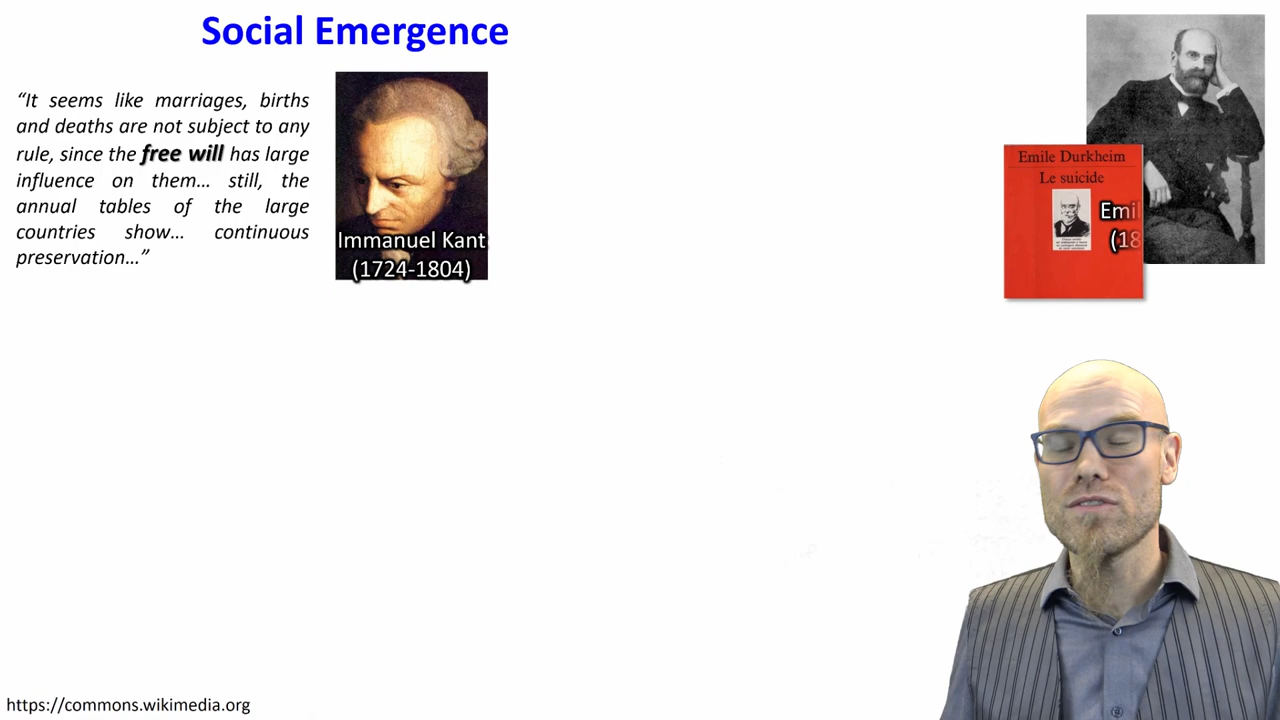 Social Emergence
“It seems like marriages, births
and deaths are not subject to any
rule, since the free will has large
influence on them… still, the
annual tables of the large
countries show… continuous
preservation…”
Immanuel Kant
(1724-1804)
Emile Durkheim
Le suicide
Emil
(18
https://commons.wikimedia.org